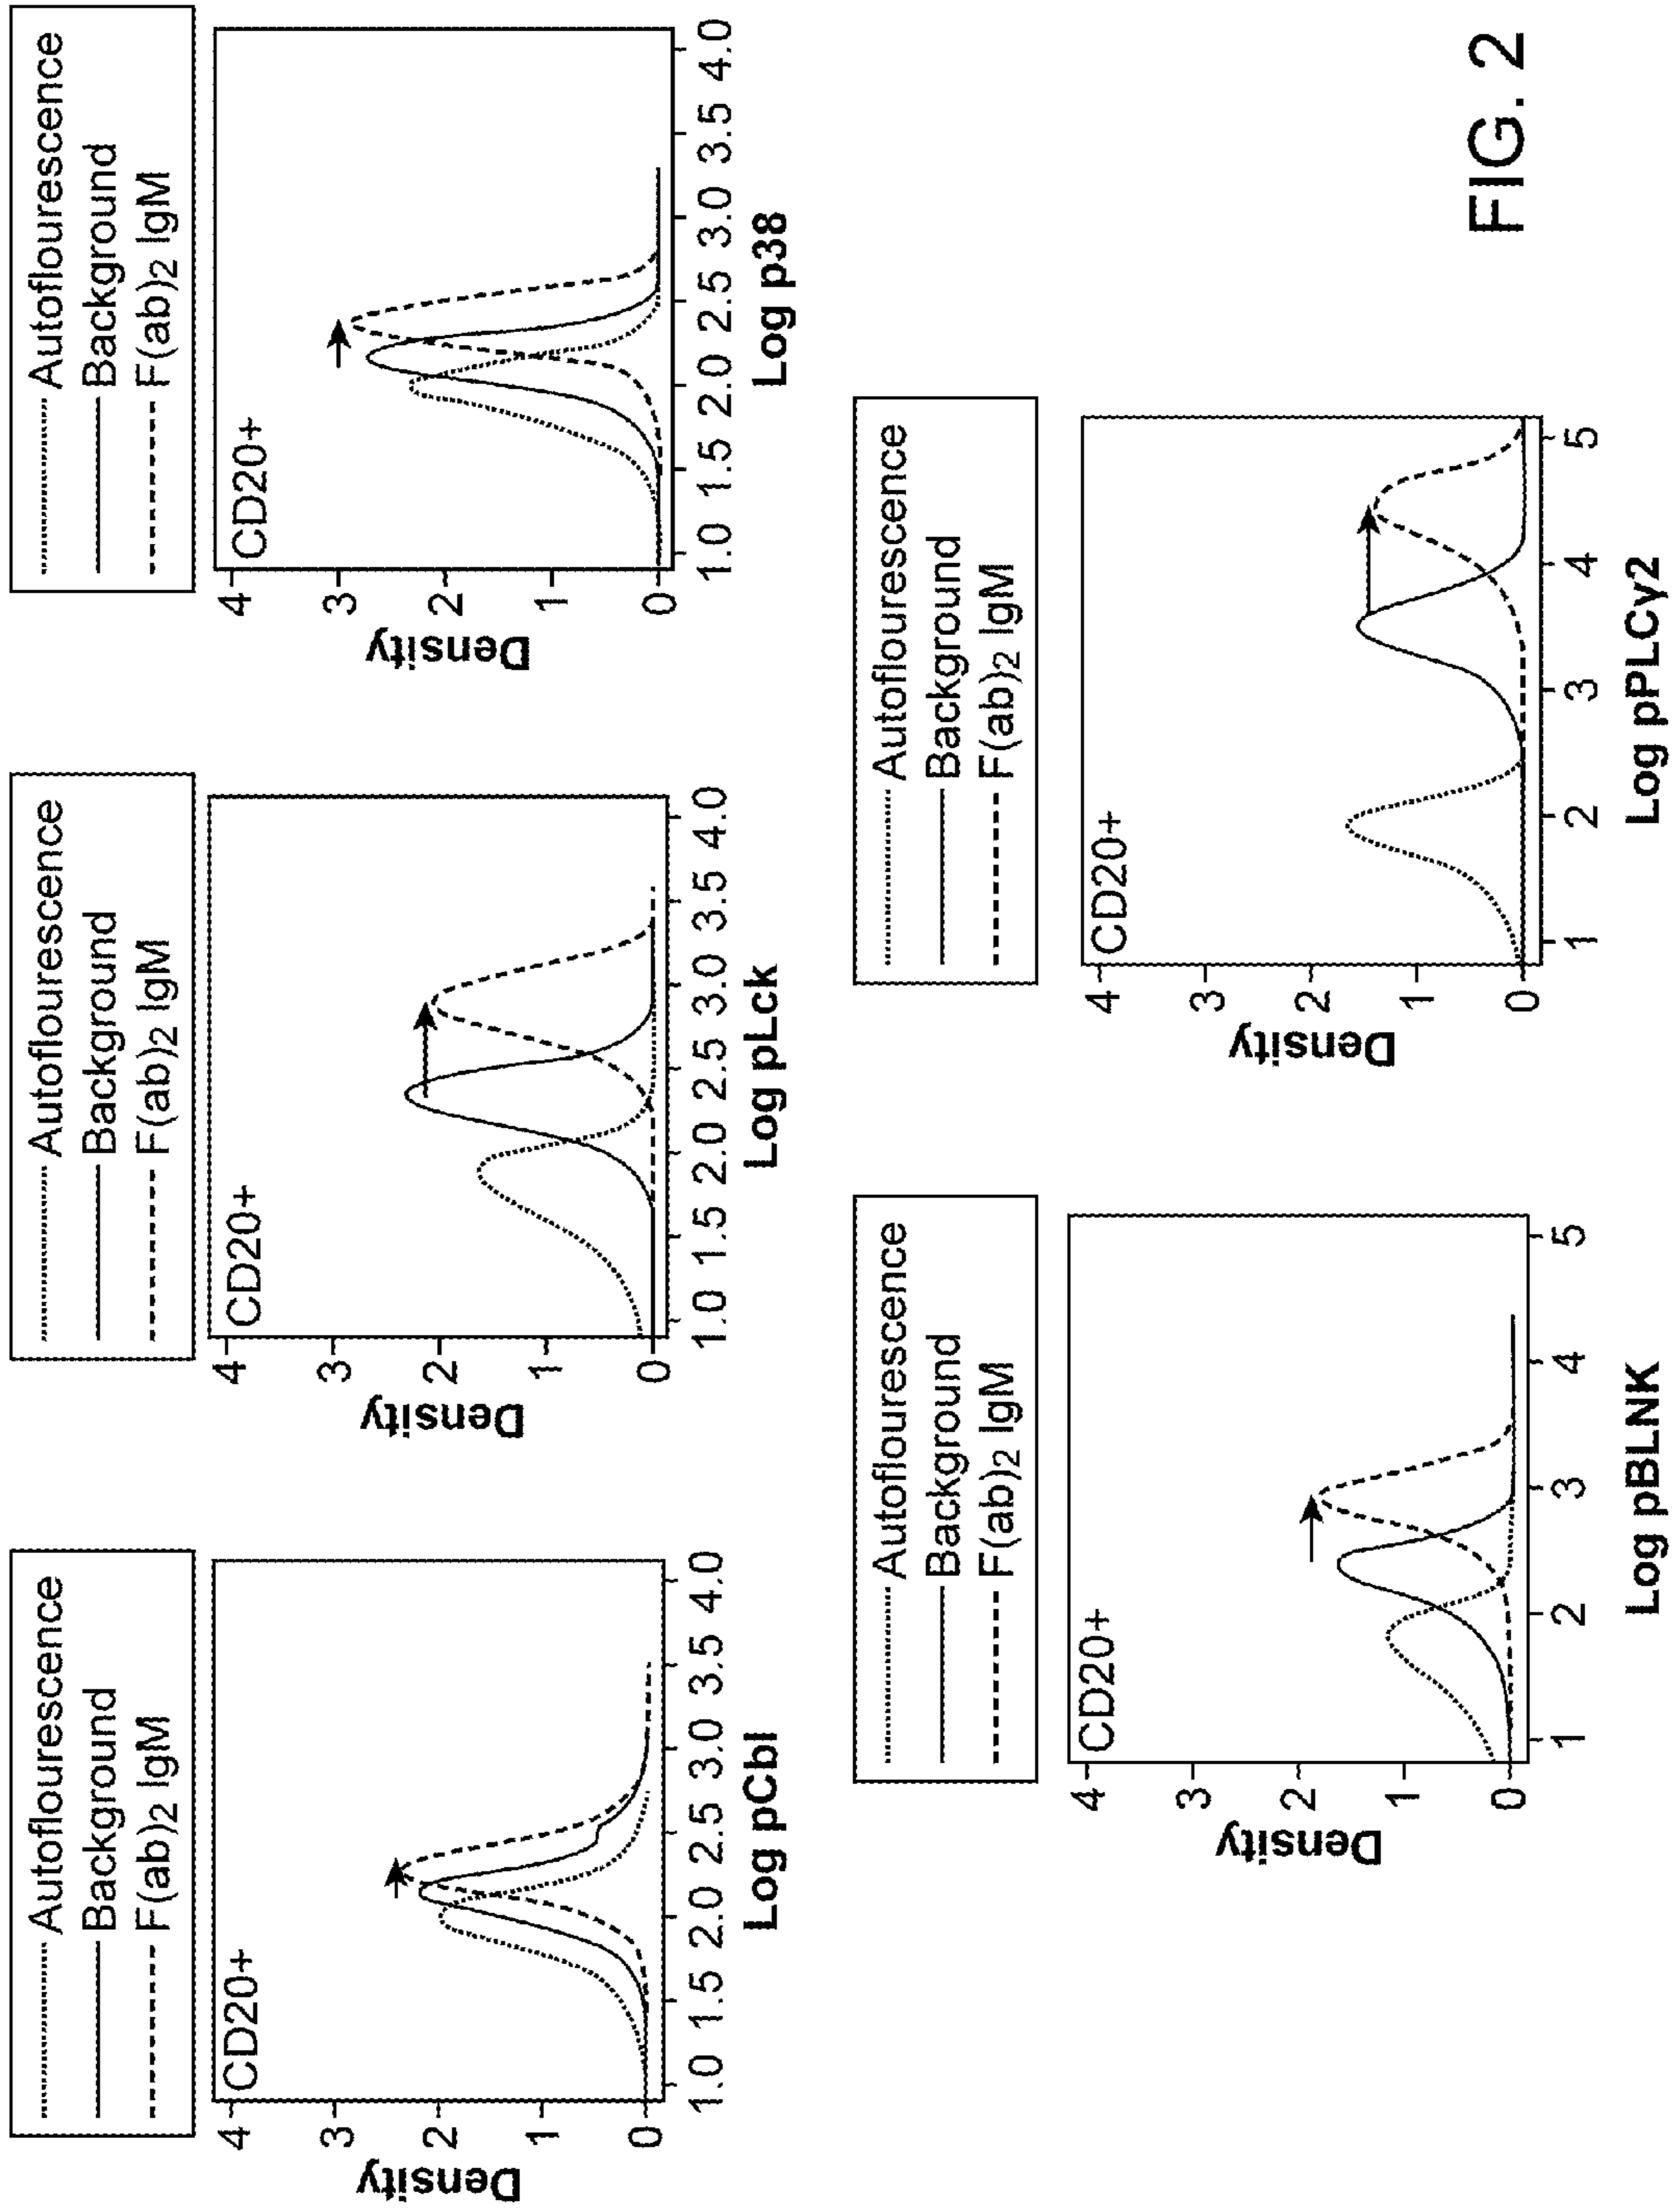 Autoflourescence
Background
F(ab)2 IgM
CD20+
Density
4
3
2
1
0
1.0 1.5 2.0 2.5 3.0 3.5 4.0
Log pCbl
Autoflourescence
Background
F(ab)2 IgM
CD20+
Density
4
3
2
1
0
1.0 1.5 2.0 2.5 3.0 3.5 4.0
Log pLck
Autoflourescence
Background
F(ab)2 IgM
CD20+
Density
4
3
2
1
0
1.0 1.5 2.0 2.5 3.0 3.5 4.0
Log p38
Autoflourescence
Background
F(ab)2 IgM
CD20+
Density
4
3
2
1
0
1 2 3 4 5
Log pBLNK
Autoflourescence
Background
F(ab)2 IgM
CD20+
Density
4
3
2
1
0
1 2 3 4 5
Log pPLCy2
FIG. 2